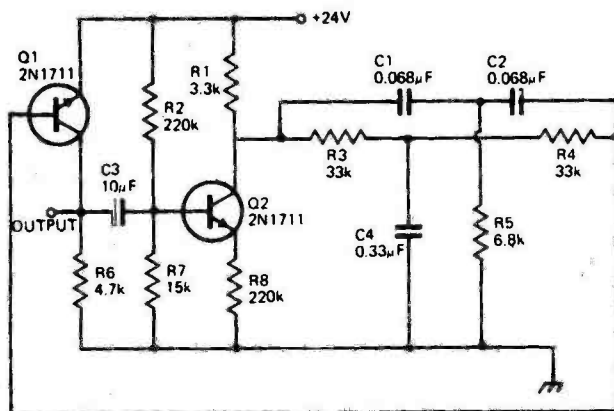 +24V
Q1
2N1711
R1
3.3k
R2
220k
C1
0.068µF
C2
0.068µF
R3
33k
R4
33k
C3
10µF
Q2
2N1711
OUTPUT
C4
0.33µF
R5
6.8k
R6
4.7k
R7
15k
R8
220k